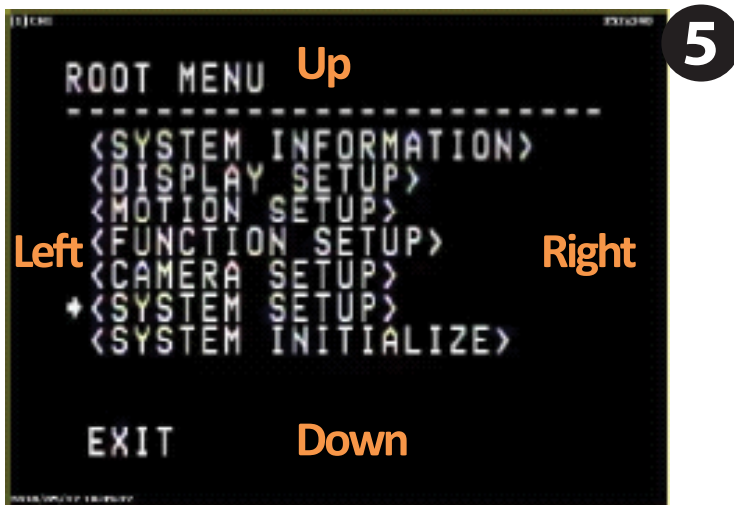 5
Up
ROOT MENU
<SYSTEM INFORMATION>
<DISPLAY SETUP>
<MOTION SETUP>
<FUNCTION SETUP>
Left
Right
<CAMERA SETUP>
<SYSTEM SETUP>
<SYSTEM INITIALIZE>
EXIT
Down